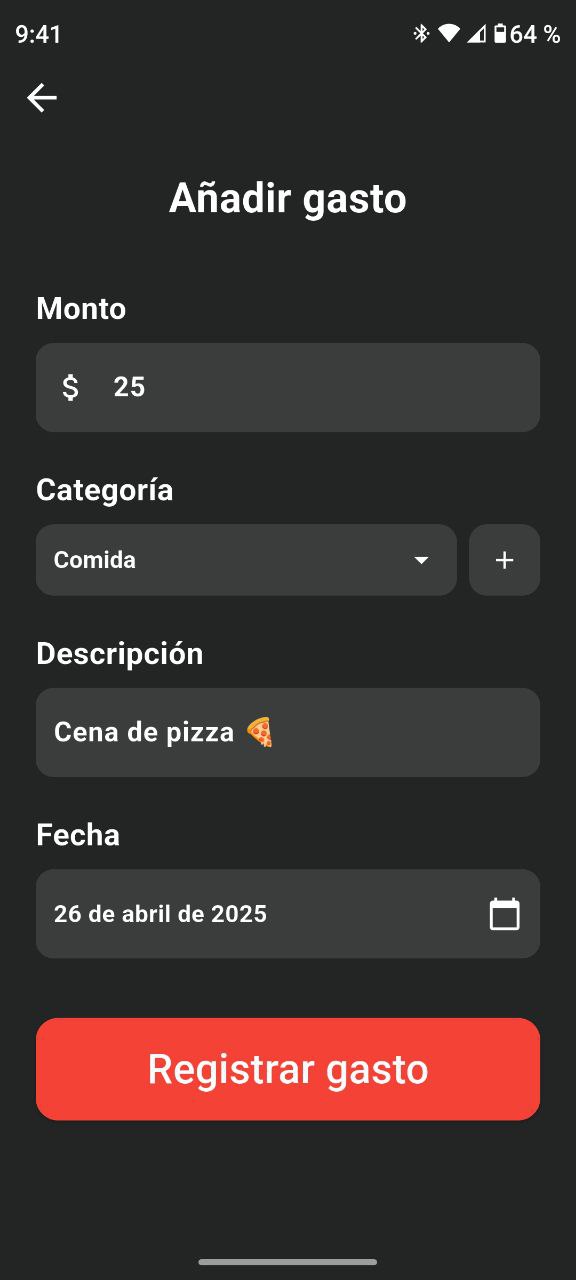 9:41 64 %
Añadir gasto
Monto
$ 25
Categoría
Comida +
Descripción
Cena de pizza 🍕
Fecha
26 de abril de 2025
Registrar gasto